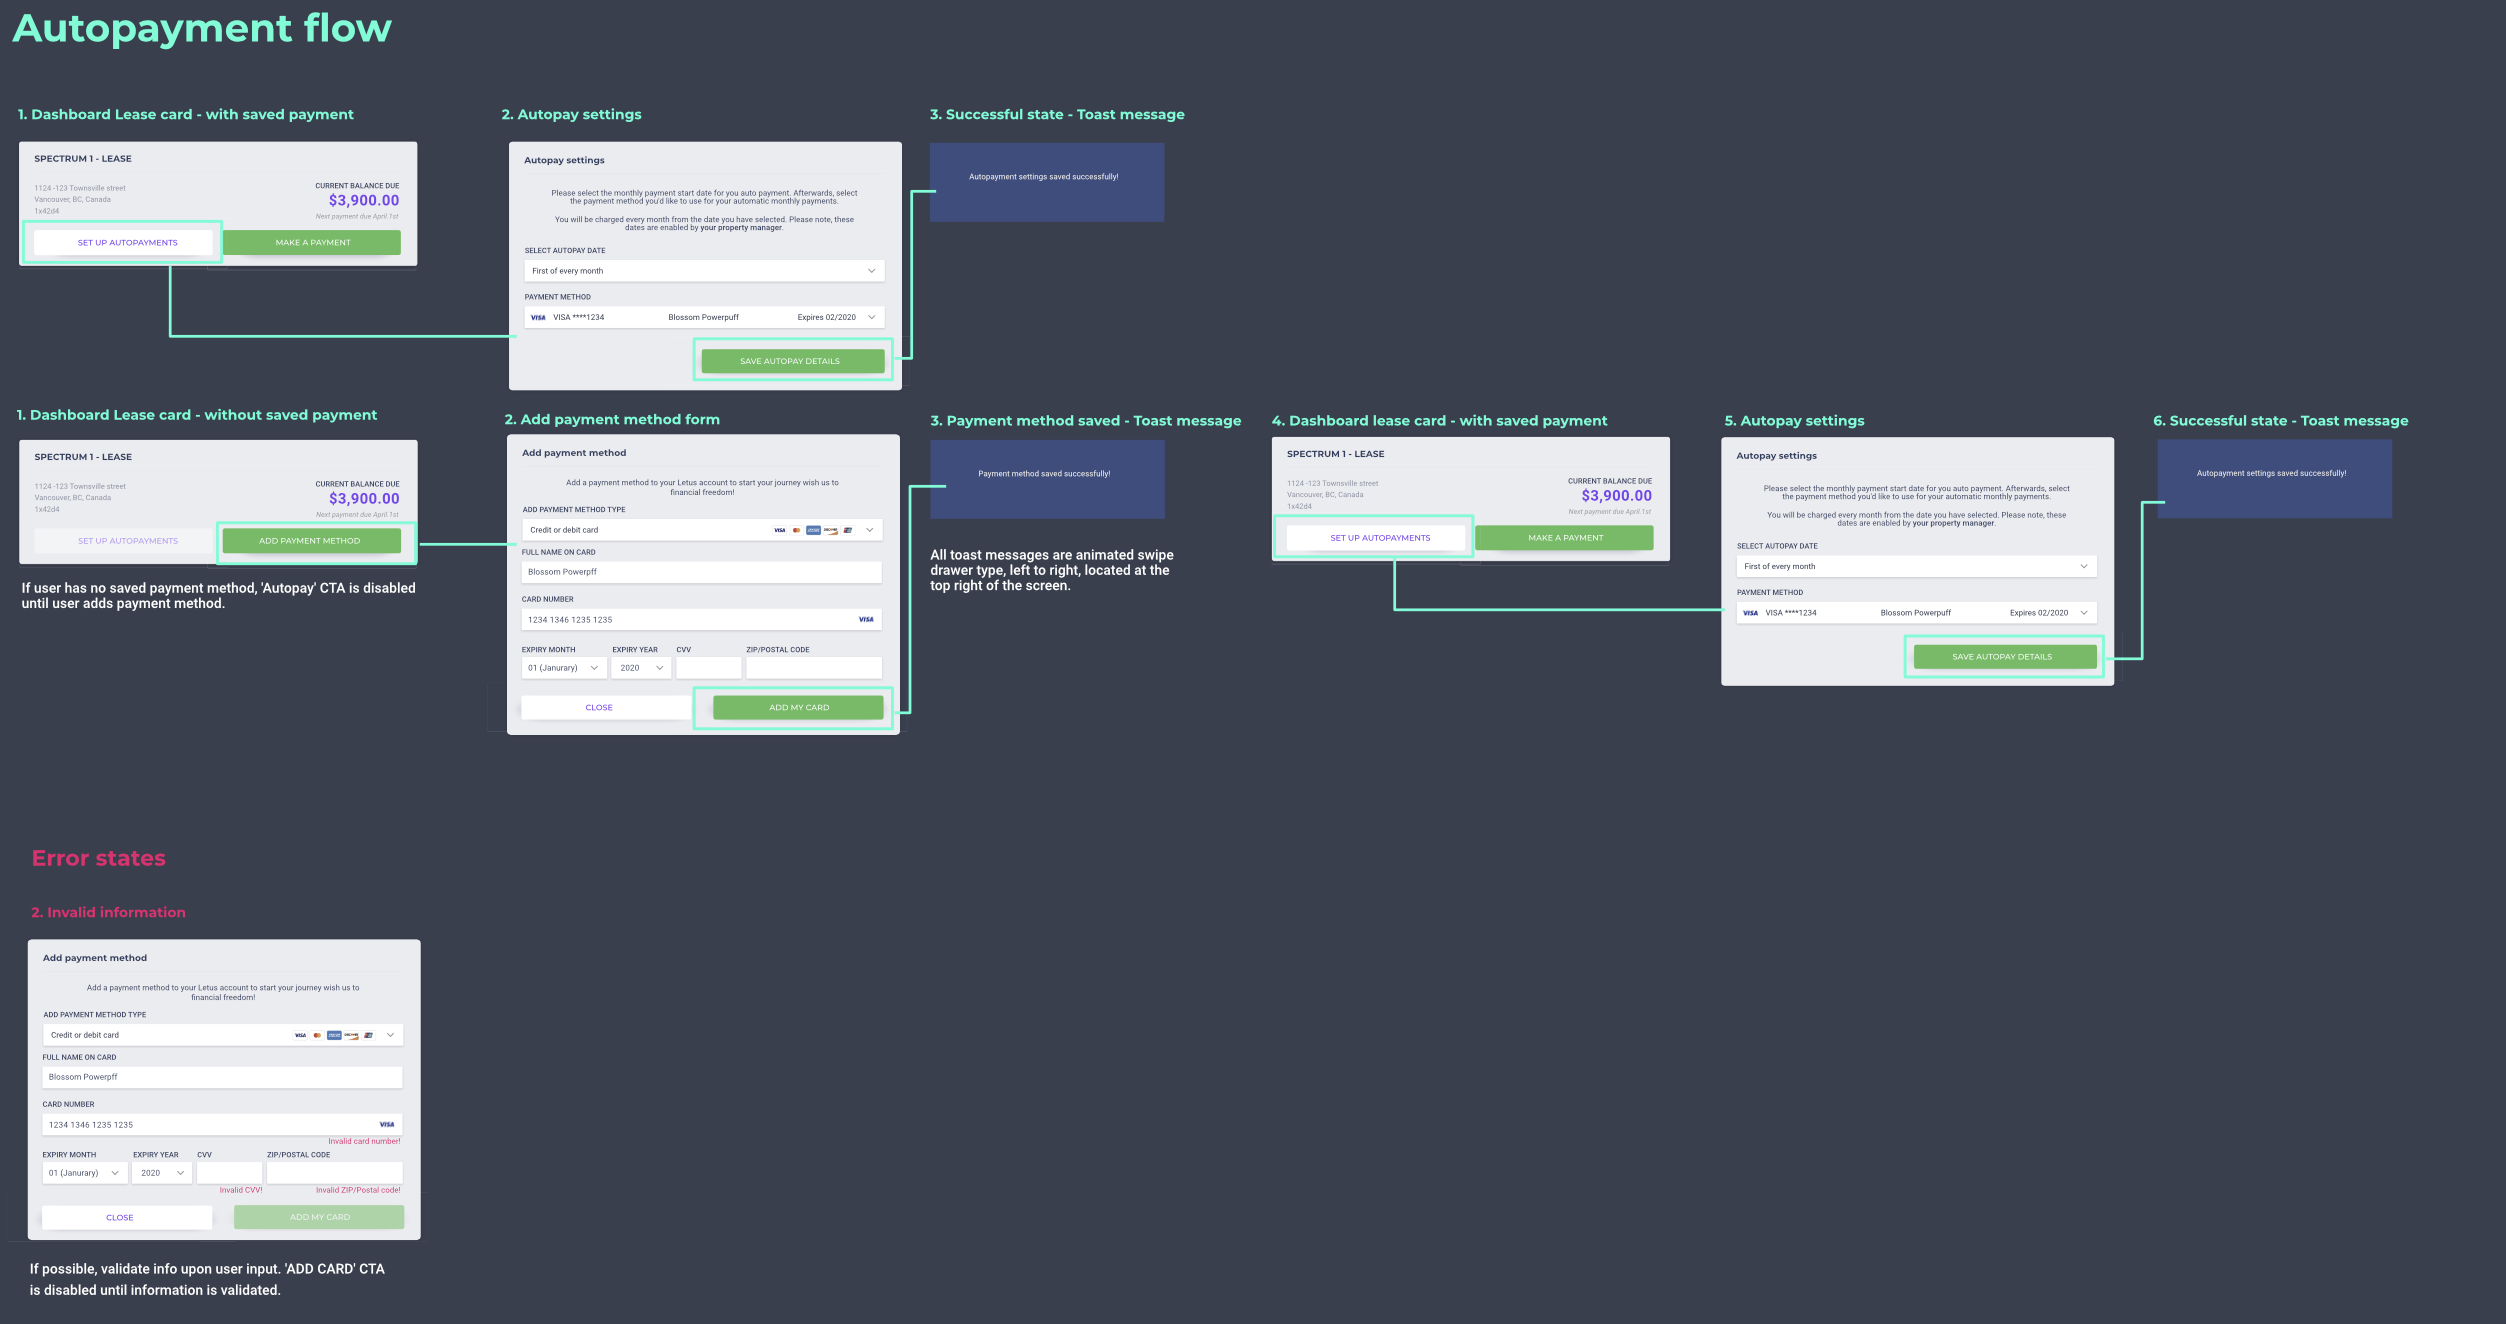 Autopayment flow
1. Dashboard Lease card - with saved payment
SPECTRUM 1 - LEASE
1124 -123 Townsville street
Vancouver, BC, Canada
1x42d4
CURRENT BALANCE DUE
$3,900.00
Next payment due April 1st
SET UP AUTOPAYMENTS
MAKE A PAYMENT
2. Autopay settings
Autopay settings
Please select the monthly payment start date for you auto payment. Afterwards, select
the payment method you'd like to use for your automatic monthly payments.
You will be charged every month from the date you have selected. Please note, these
dates are enabled by your property manager.
SELECT AUTOPAY DATE
First of every month
PAYMENT METHOD
VISA VISA ****1234 Blossom Powerpuff Expires 02/2020
SAVE AUTOPAY DETAILS
3. Successful state - Toast message
Autopayment settings saved successfully!
1. Dashboard Lease card - without saved payment
SPECTRUM 1 - LEASE
1124 -123 Townsville street
Vancouver, BC, Canada
1x42d4
CURRENT BALANCE DUE
$3,900.00
Next payment due April 1st
SET UP AUTOPAYMENTS
ADD PAYMENT METHOD
If user has no saved payment method, 'Autopay' CTA is disabled
until user adds payment method.
2. Add payment method form
Add payment method
Add a payment method to your Letus account to start your journey wish us to
financial freedom!
ADD PAYMENT METHOD TYPE
Credit or debit card VISA
FULL NAME ON CARD
Blossom Powerpff
CARD NUMBER
1234 1346 1235 1235 VISA
EXPIRY MONTH EXPIRY YEAR CVV ZIP/POSTAL CODE
01 (Janurary) 2020
CLOSE
ADD MY CARD
3. Payment method saved - Toast message
Payment method saved successfully!
All toast messages are animated swipe
drawer type, left to right, located at the
top right of the screen.
4. Dashboard lease card - with saved payment
SPECTRUM 1 - LEASE
1124 -123 Townsville street
Vancouver, BC, Canada
1x42d4
CURRENT BALANCE DUE
$3,900.00
Next payment due April 1st
SET UP AUTOPAYMENTS
MAKE A PAYMENT
5. Autopay settings
Autopay settings
Please select the monthly payment start date for you auto payment. Afterwards, select
the payment method you'd like to use for your automatic monthly payments.
You will be charged every month from the date you have selected. Please note, these
dates are enabled by your property manager.
SELECT AUTOPAY DATE
First of every month
PAYMENT METHOD
VISA VISA ****1234 Blossom Powerpuff Expires 02/2020
SAVE AUTOPAY DETAILS
6. Successful state - Toast message
Autopayment settings saved successfully!
Error states
2. Invalid information
Add payment method
Add a payment method to your Letus account to start your journey wish us to
financial freedom!
ADD PAYMENT METHOD TYPE
Credit or debit card VISA
FULL NAME ON CARD
Blossom Powerpff
CARD NUMBER
1234 1346 1235 1235 VISA
Invalid card number!
EXPIRY MONTH EXPIRY YEAR CVV ZIP/POSTAL CODE
01 (Janurary) 2020
Invalid CVV! Invalid ZIP/Postal code!
CLOSE
ADD MY CARD
If possible, validate info upon user input. 'ADD CARD' CTA
is disabled until information is validated.